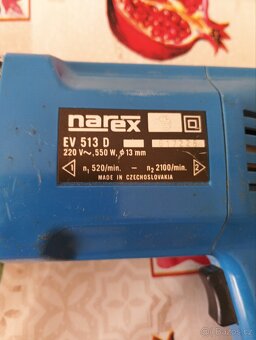 narex
EV 513 D
220 V~, 550 W, φ 13 mm
1 n₁ 520/min. - n₂ 2100/min. 2
MADE IN CZECHOSLOVAKIA